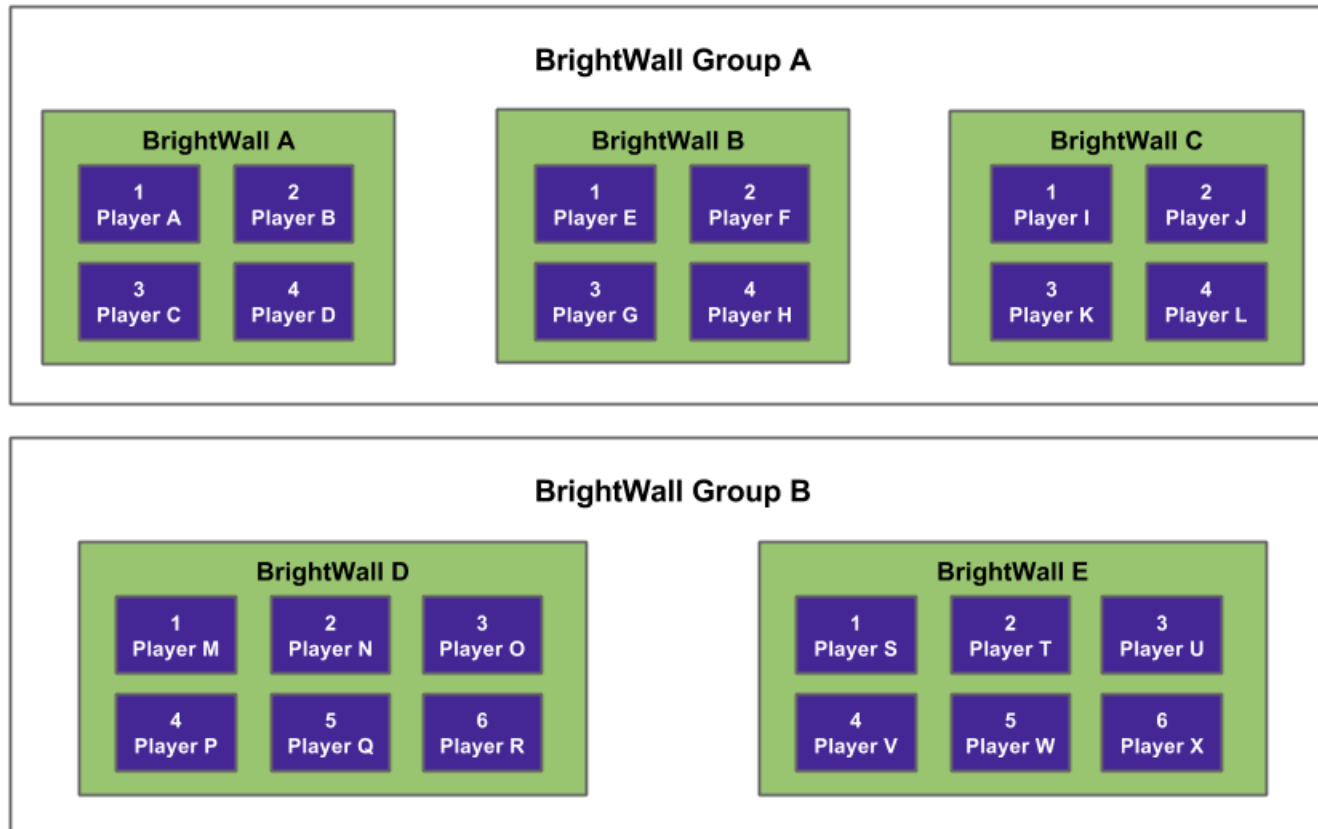 BrightWall Group A
BrightWall A
1
Player A
2
Player B
3
Player C
4
Player D
BrightWall B
1
Player E
2
Player F
3
Player G
4
Player H
BrightWall C
1
Player I
2
Player J
3
Player K
4
Player L
BrightWall Group B
BrightWall D
1
Player M
2
Player N
3
Player O
4
Player P
5
Player Q
6
Player R
BrightWall E
1
Player S
2
Player T
3
Player U
4
Player V
5
Player W
6
Player X